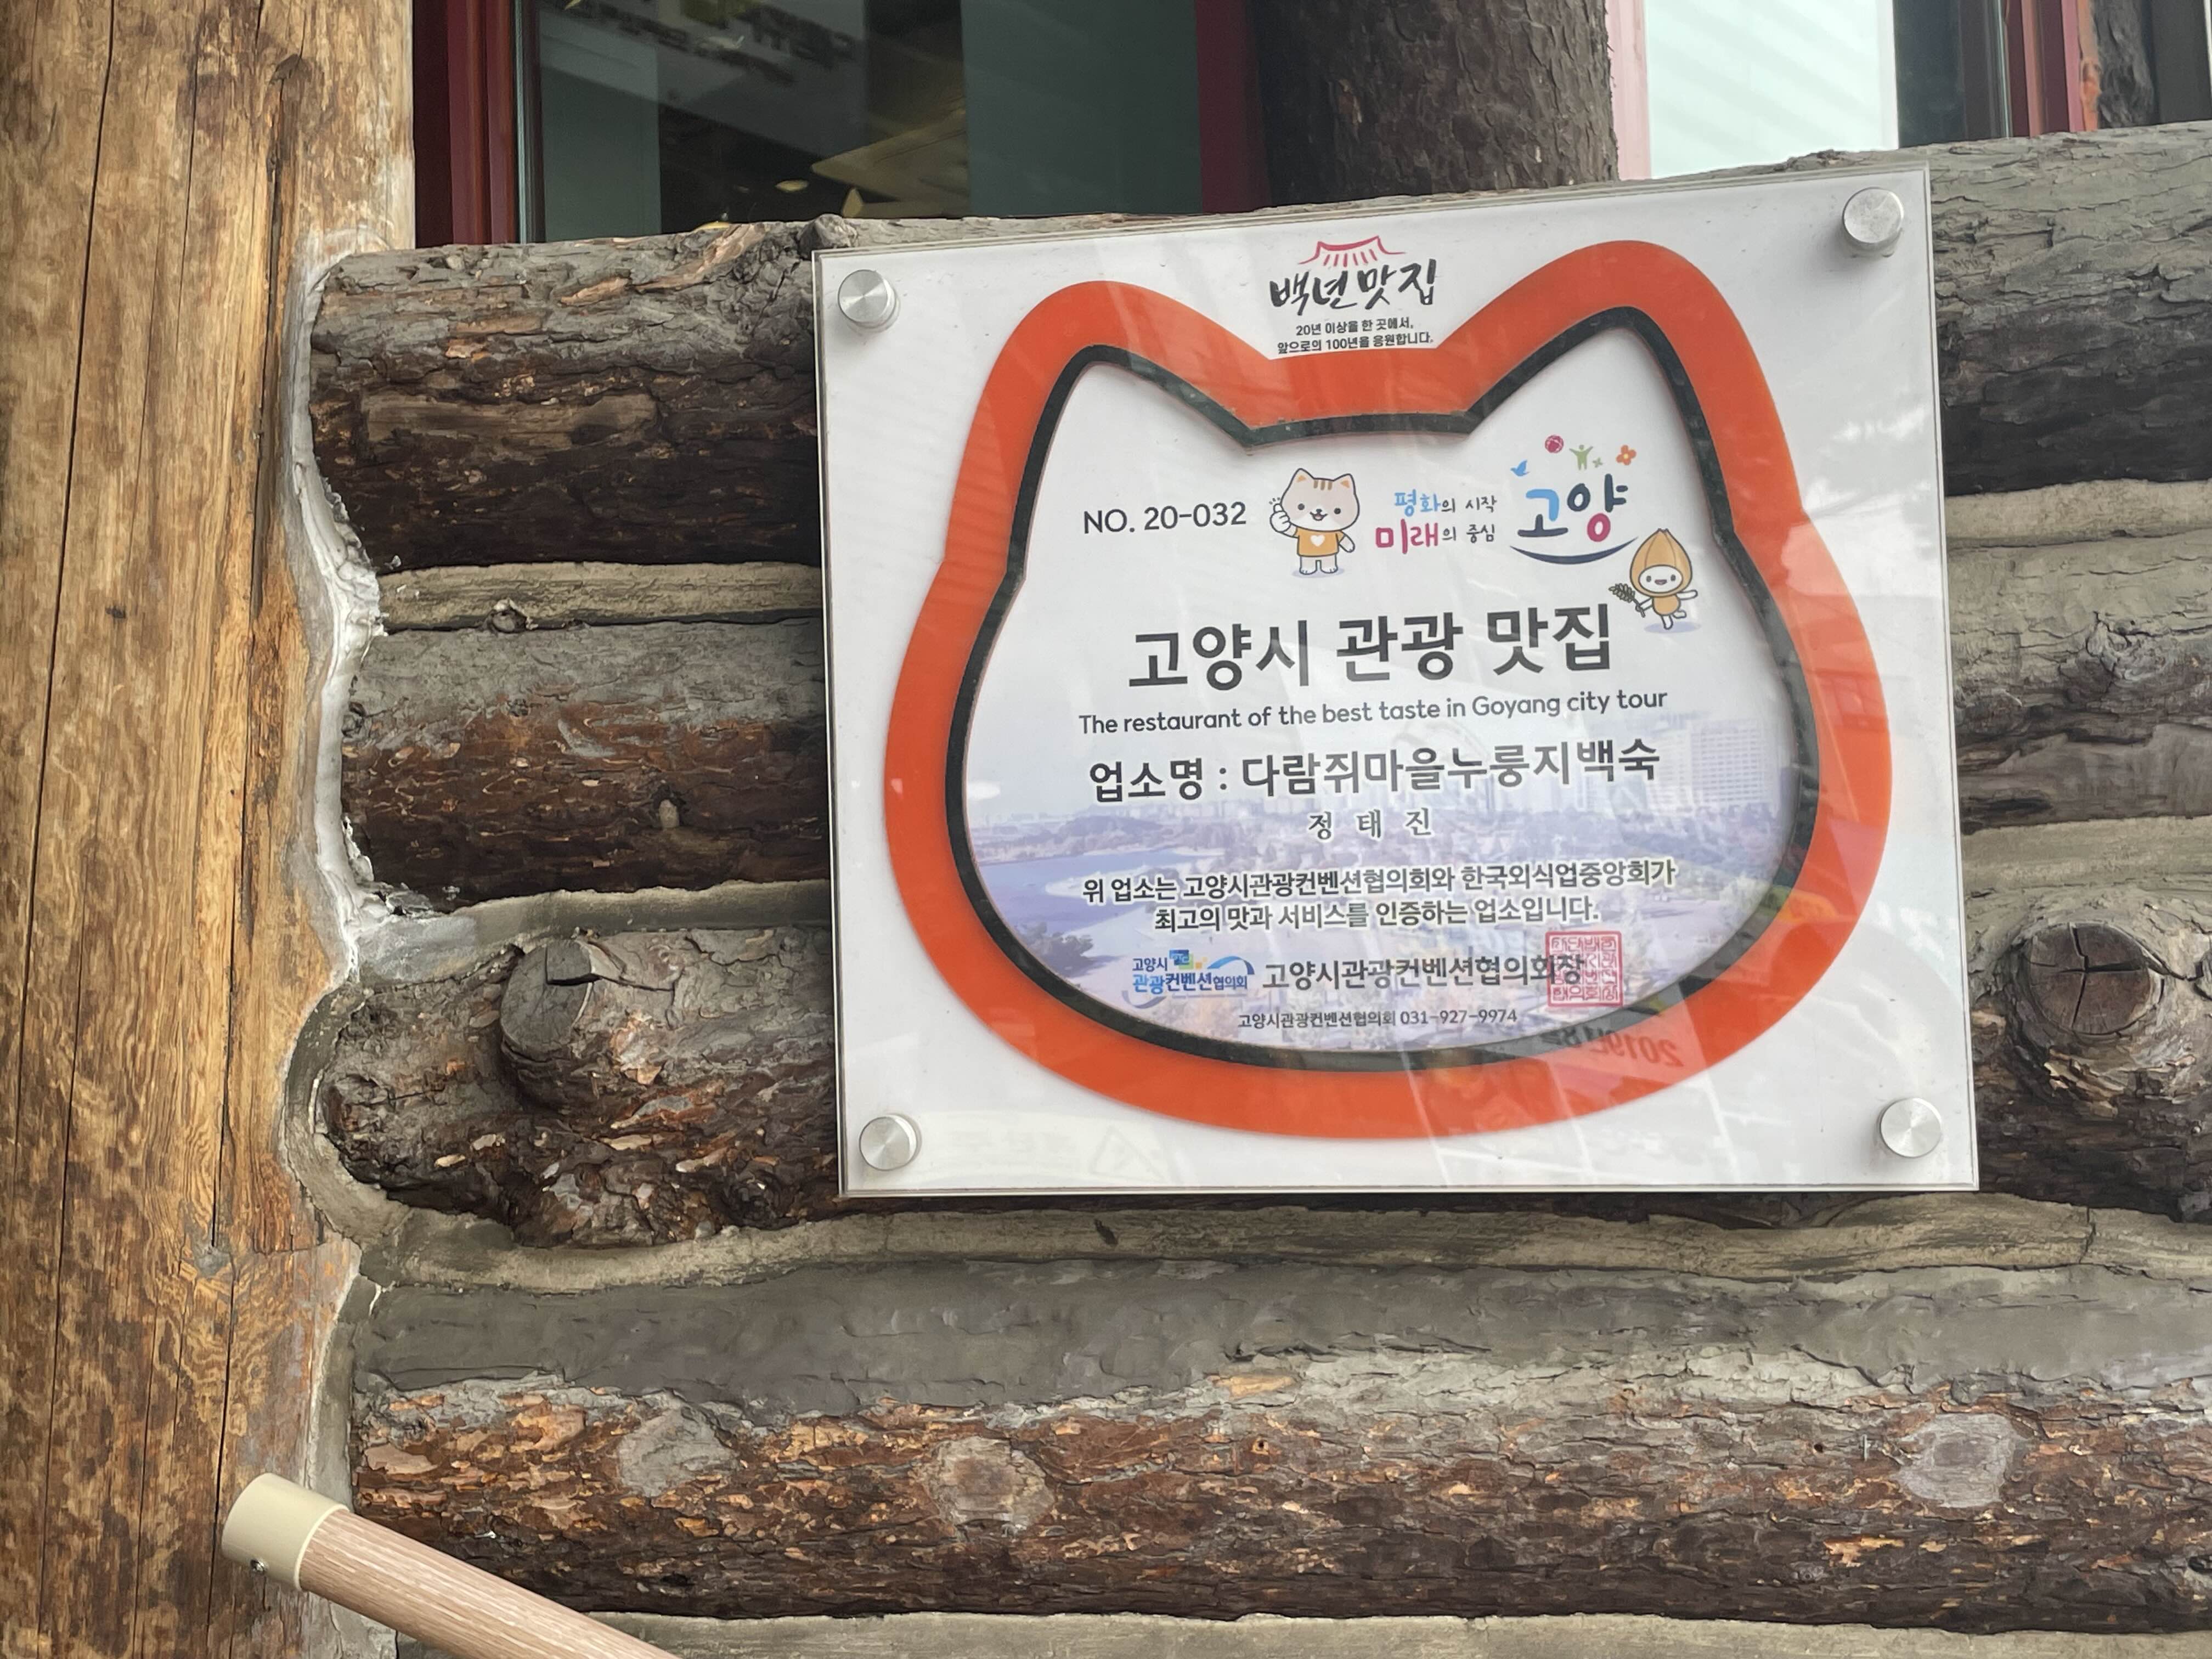 백년맛집
20년 이상을 한 곳에서,
앞으로의 100년을 응원합니다.
NO. 20-032
평화의 시작
미래의 중심
고양
고양시 관광 맛집
The restaurant of the best taste in Goyang city tour
업소명 : 다람쥐마을누룽지백숙
정 태 진
위 업소는 고양시관광컨벤션협의회와 한국외식업중앙회가
최고의 맛과 서비스를 인증하는 업소입니다.
고양시
관광컨벤션협의회
고양시관광컨벤션협의회장
고양시관광컨벤션협의회 031-927-9974